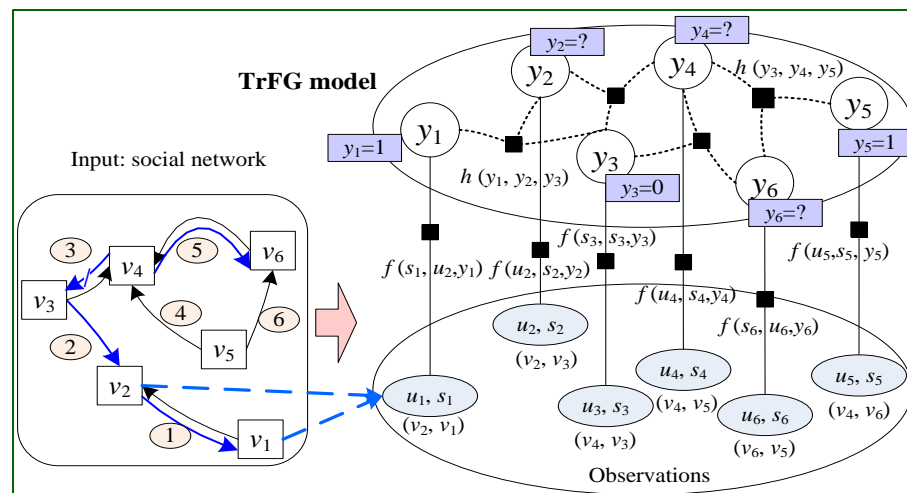 TrFG model
y2=?
y4=?
y2
y4
h (y3, y4, y5)
y1
y5
y1=1
y3
y5=1
Input: social network
h (y1, y2, y3)
y3=0
y6
y6=?
3
5
v4
v6
v3
f(s1, u2,y1)
f(u2, s2,y2)
f(s3, s3,y3)
f(u4, s4,y4)
f(u5,s5, y5)
f(s6, u6,y6)
4
6
2
v5
v2
u2, s2
(v2, v3)
1
v1
u1, s1
(v2, v1)
u3, s3
(v4, v3)
u4, s4
(v4, v5)
u6, s6
(v6, v5)
u5, s5
(v4, v6)
Observations